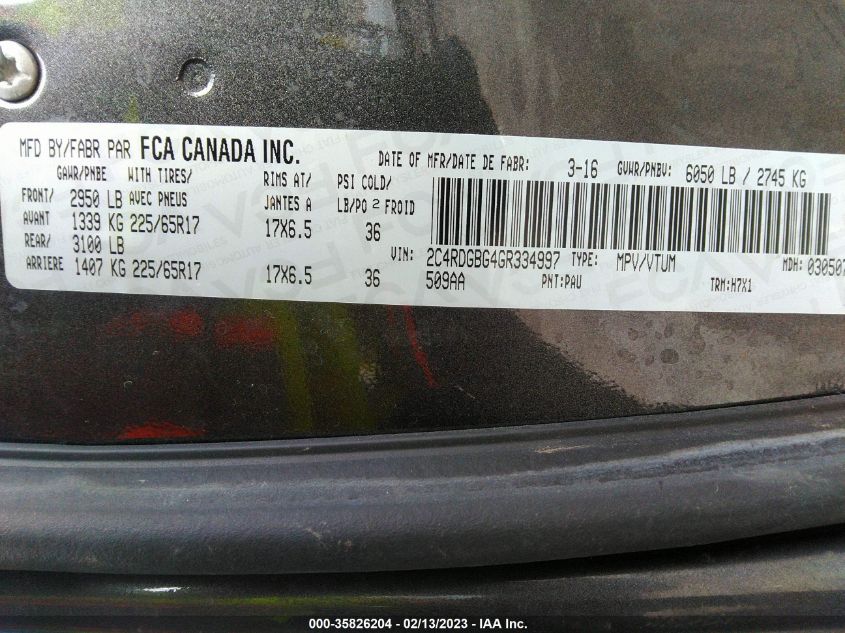 MFD BY/FABR PAR FCA CANADA INC. DATE OF MFR/DATE DE FABR: 3-16 GVWR/PNBV: 6050 LB / 2745 KG
GAWR/PNBE WITH TIRES/ RIMS AT/ PSI COLD/
FRONT/ 2950 LB AVEC PNEUS JANTES A LB/PO 2 FROID
AVANT 1339 KG 225/65R17 17X6.5 36
REAR/ 3100 LB VIN: 2C4RDGBG4GR334997 TYPE: MPV/VTUM MDH: 030507
ARRIERE 1407 KG 225/65R17 17X6.5 36 509AA PNT:PAU TRM:H7X1
000-35826204 - 02/13/2023 - IAA Inc.